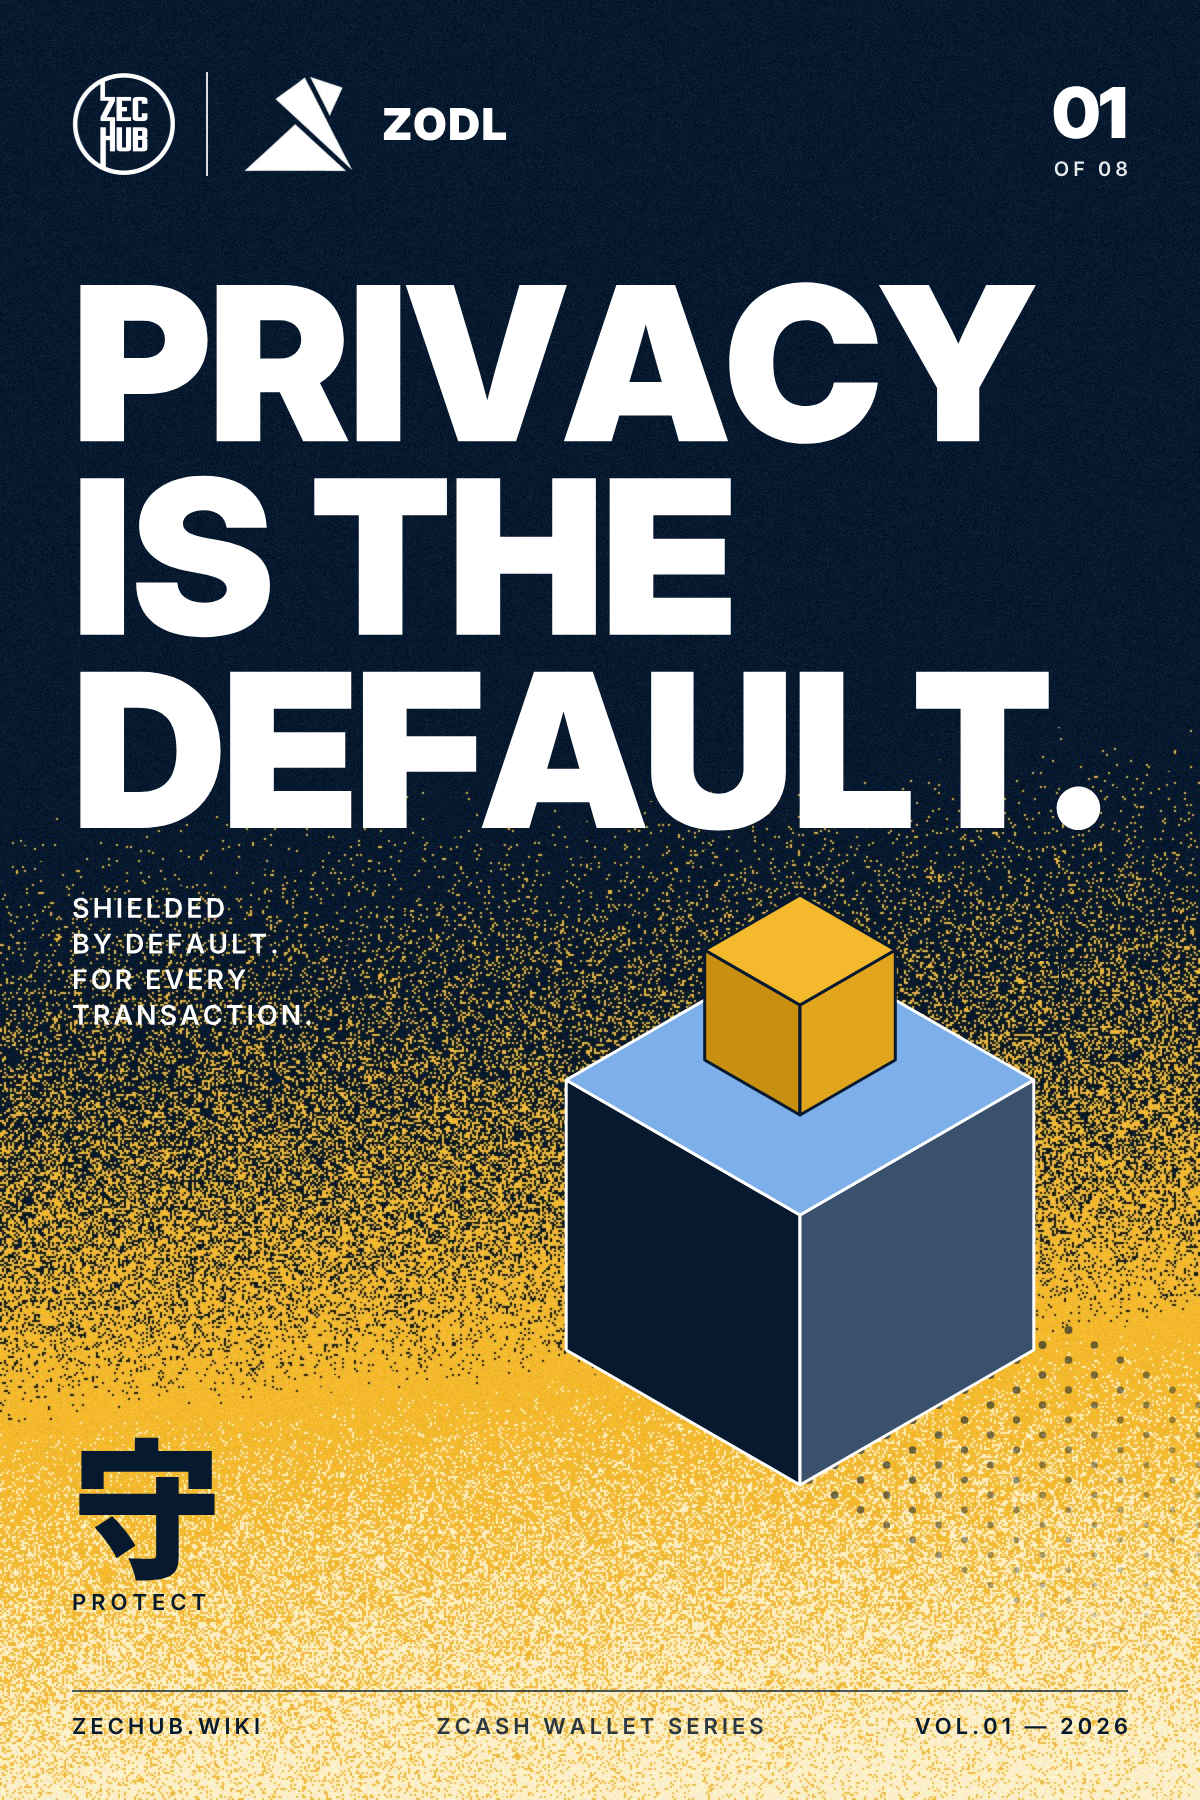 ZEC
HUB
ZODL
01
OF 08
PRIVACY
IS THE
DEFAULT.
SHIELDED
BY DEFAULT.
FOR EVERY
TRANSACTION.
守
PROTECT
ZECHUB.WIKI
ZCASH WALLET SERIES
VOL.01 — 2026